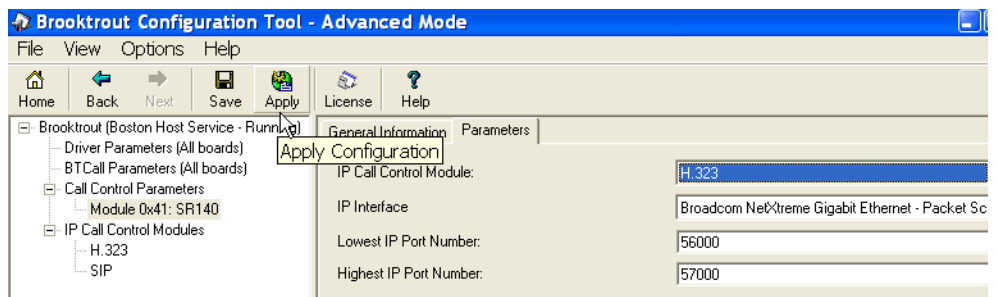 Brooktrout Configuration Tool - Advanced Mode
File View Options Help
Home Back Next Save Apply License Help
Brooktrout (Boston Host Service - Running)
Driver Parameters (All boards)
BTCall Parameters (All boards)
Call Control Parameters
Module 0x41: SR140
IP Call Control Modules
H.323
SIP
Apply Configuration
General Information Parameters
IP Call Control Module: H.323
IP Interface Broadcom NetXtreme Gigabit Ethernet - Packet Sc
Lowest IP Port Number: 56000
Highest IP Port Number: 57000